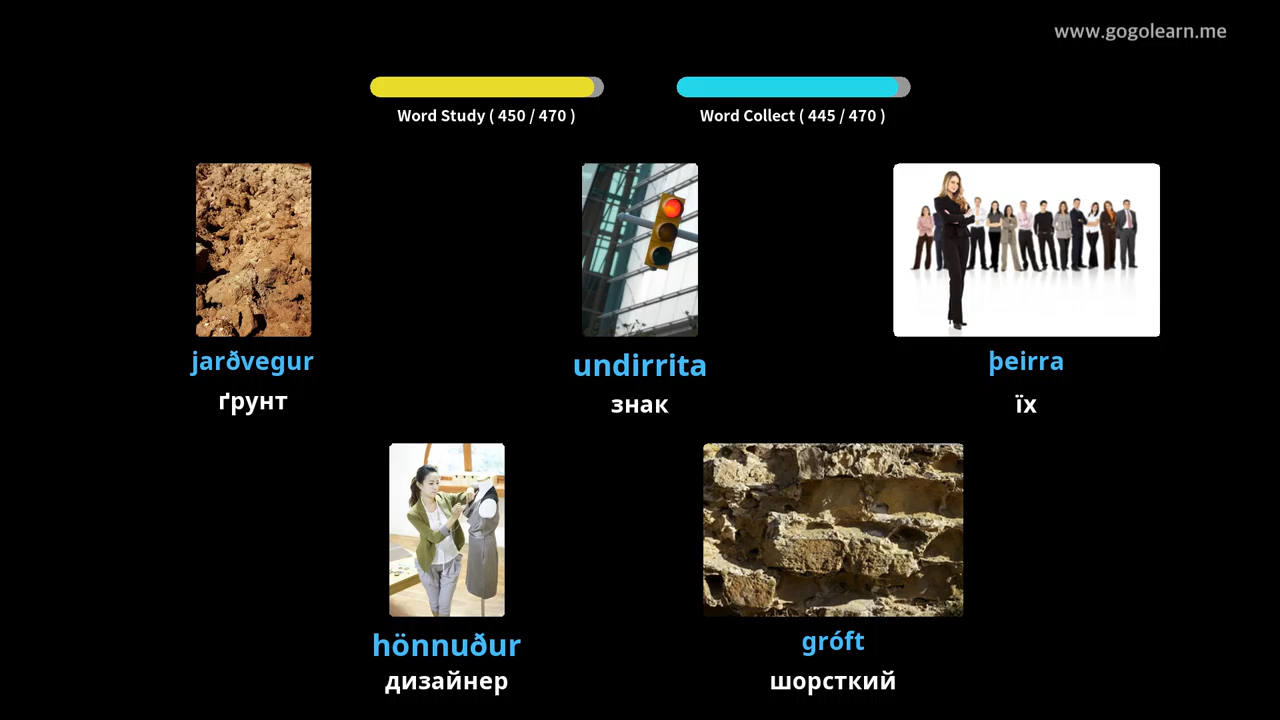 www.gogolearn.me
Word Study ( 450 / 470 )
Word Collect ( 445 / 470 )
jarðvegur
ґрунт
undirrita
знак
þeirra
їх
hönnuður
дизайнер
gróft
шорсткий